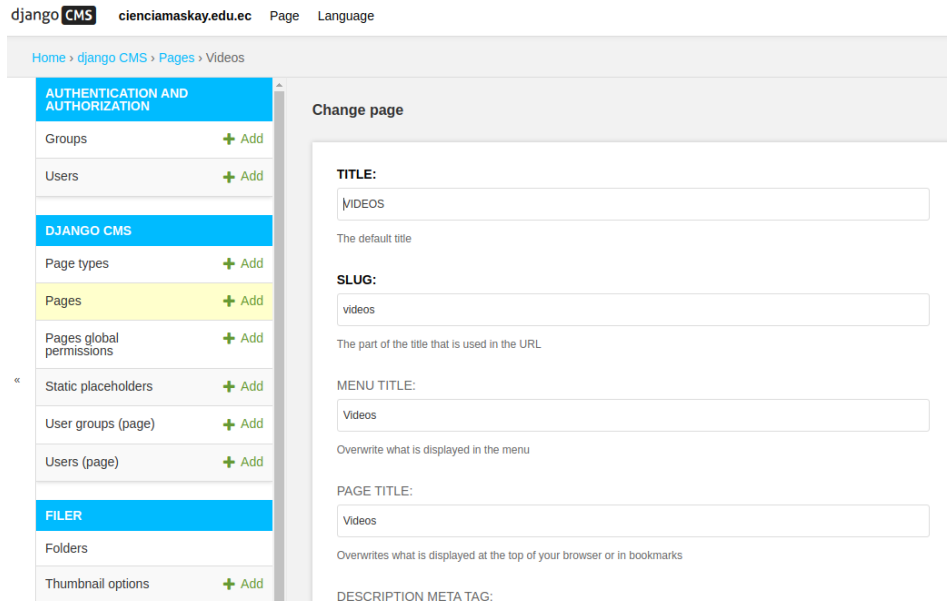 django CMS cienciamaskay.edu.ec Page Language
Home › django CMS › Pages › Videos
AUTHENTICATION AND
AUTHORIZATION
Groups + Add
Users + Add
DJANGO CMS
Page types + Add
Pages + Add
Pages global
permissions + Add
Static placeholders + Add
User groups (page) + Add
Users (page) + Add
FILER
Folders
Thumbnail options + Add
«
Change page
TITLE:
VIDEOS
The default title
SLUG:
videos
The part of the title that is used in the URL
MENU TITLE:
Videos
Overwrite what is displayed in the menu
PAGE TITLE:
Videos
Overwrites what is displayed at the top of your browser or in bookmarks
DESCRIPTION META TAG: